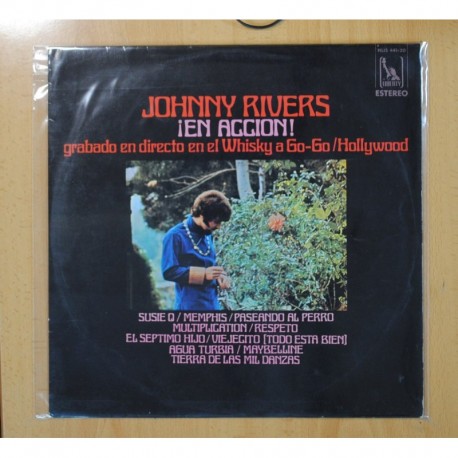 LIBERTY
ESTEREO
JOHNNY RIVERS
¡EN ACCION!
grabado en directo en el Whisky a Go-Go/Hollywood
SUSIE Q / MEMPHIS / PASEANDO AL PERRO
MULTIPLICATION / RESPETO
EL SEPTIMO HIJO / VIEJECITO (TODO ESTA BIEN)
AGUA TURBIA / MAYBELLINE
TIERRA DE LAS MIL DANZAS